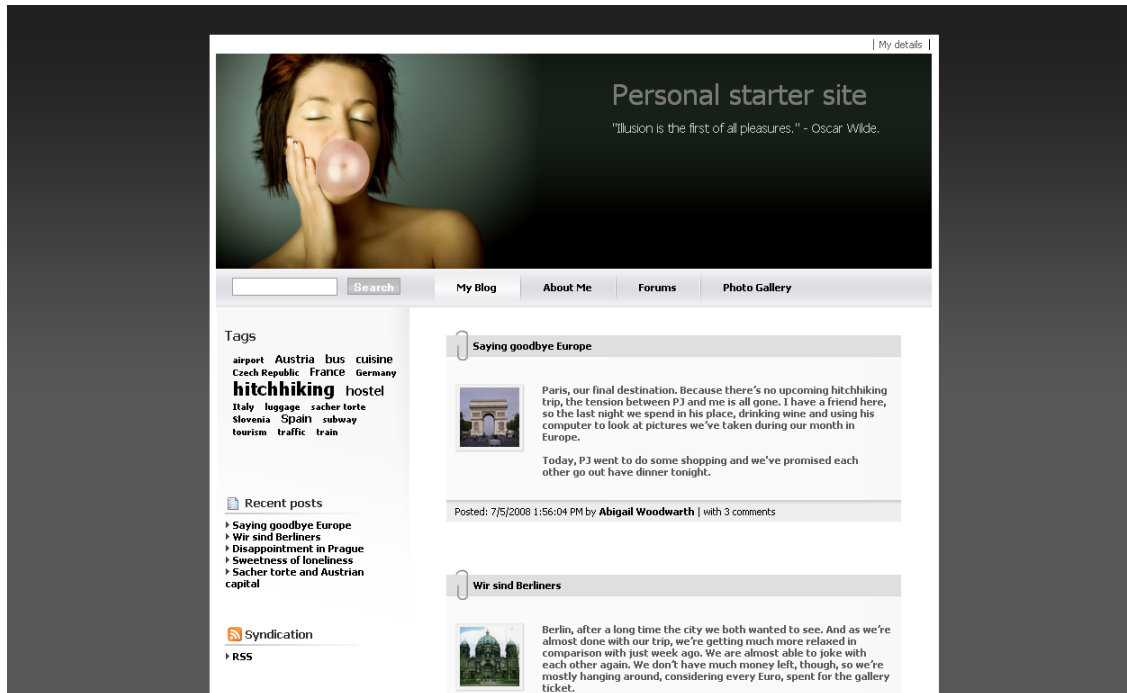 | My details |
Personal starter site
"Illusion is the first of all pleasures." - Oscar Wilde.
Search
My Blog
About Me
Forums
Photo Gallery
Tags
airport Austria bus cuisine
Czech Republic France Germany
hitchhiking hostel
Italy luggage sacher torte
Slovenia Spain subway
tourism traffic train
Recent posts
Saying goodbye Europe
Wir sind Berliners
Disappointment in Prague
Sweetness of loneliness
Sacher torte and Austrian
capital
Syndication
RSS
Saying goodbye Europe
Paris, our final destination. Because there's no upcoming hitchhiking
trip, the tension between PJ and me is all gone. I have a friend here,
so the last night we spend in his place, drinking wine and using his
computer to look at pictures we've taken during our month in
Europe.
Today, PJ went to do some shopping and we've promised each
other go out have dinner tonight.
Posted: 7/5/2008 1:56:04 PM by Abigail Woodwarth | with 3 comments
Wir sind Berliners
Berlin, after a long time the city we both wanted to see. And as we're
almost done with our trip, we're getting much more relaxed in
comparison with just week ago. We are almost able to joke with
each other again. We don't have much money left, though, so we're
mostly hanging around, considering every Euro, spent for the gallery
ticket.